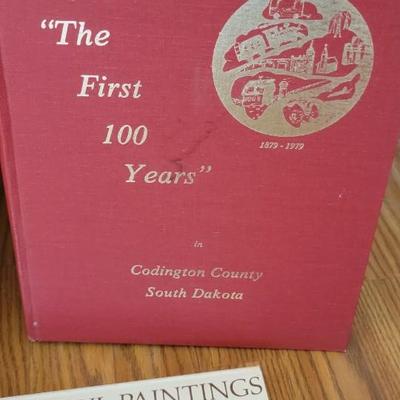 "The
First
100
Years"
1879 - 1979
in
Codington County
South Dakota
PAINTINGS